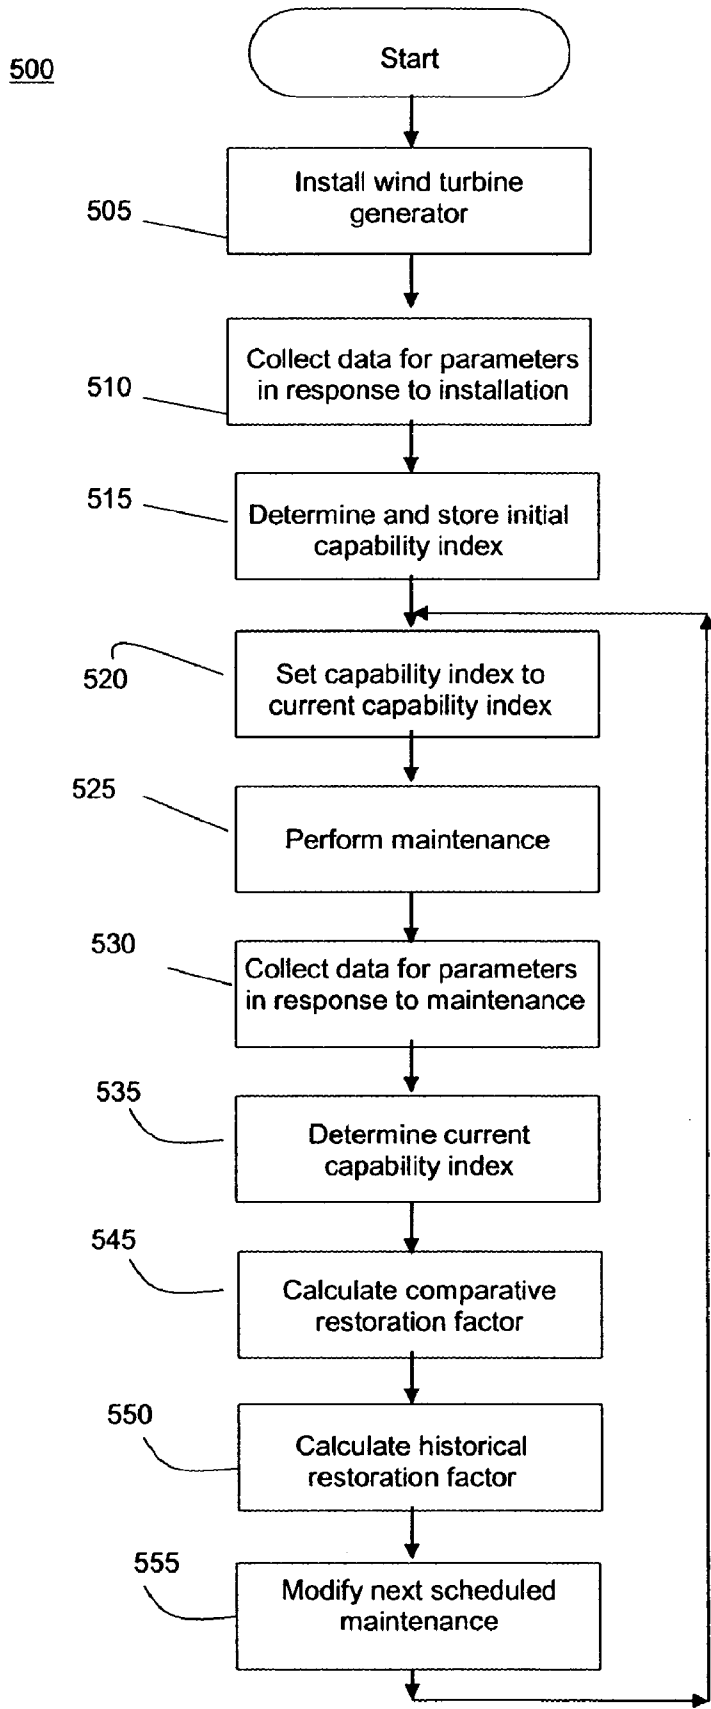 500
Start
505
Install wind turbine
generator
510
Collect data for parameters
in response to installation
515
Determine and store initial
capability index
520
Set capability index to
current capability index
525
Perform maintenance
530
Collect data for parameters
in response to maintenance
535
Determine current
capability index
545
Calculate comparative
restoration factor
550
Calculate historical
restoration factor
555
Modify next scheduled
maintenance